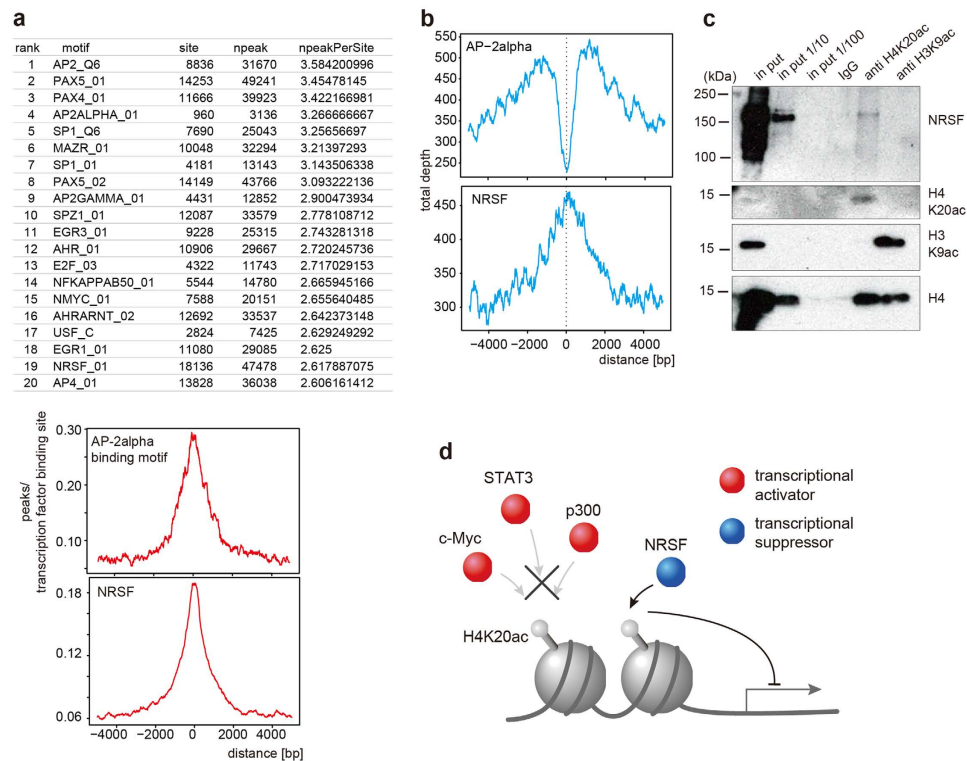 a
rank motif site npeak npeakPerSite
1 AP2_Q6 8836 31670 3.584200996
2 PAX5_01 14253 49241 3.45478145
3 PAX4_01 11666 39923 3.422166981
4 AP2ALPHA_01 960 3136 3.266666667
5 SP1_Q6 7690 25043 3.25655697
6 MAZR_01 10048 32294 3.21397293
7 SP1_01 4181 13143 3.143506338
8 PAX5_02 14149 43766 3.093222136
9 AP2GAMMA_01 4431 12852 2.900473934
10 SPZ1_01 12087 33579 2.778108712
11 EGR3_01 9228 25315 2.743281318
12 AHR_01 10906 29667 2.720245736
13 E2F_03 4322 11743 2.717029153
14 NFKAPPAB50_01 5544 14780 2.665945166
15 NMYC_01 7588 20151 2.655640485
16 AHRARNT_02 12692 33537 2.642373148
17 USF_C 2824 7425 2.629249292
18 EGR1_01 11080 29085 2.625
19 NRSF_01 18136 47478 2.617887075
20 AP4_01 13828 36038 2.606161412
peaks/
transcription factor binding site
AP-2alpha
binding motif
0.30
0.20
0.10
NRSF
0.18
0.12
0.06
−4000 −2000 0 2000 4000
distance [bp]
b
total depth
AP−2alpha
550
500
450
400
350
300
250
NRSF
450
400
350
300
−4000 −2000 0 2000 4000
distance [bp]
c
in put
in put 1/10
in put 1/100
IgG
anti H4K20ac
anti H3K9ac
(kDa)
250
150
100
NRSF
15
H4
K20ac
15
H3
K9ac
15
H4
d
STAT3
c-Myc
p300
NRSF
H4K20ac
transcriptional
activator
transcriptional
suppressor